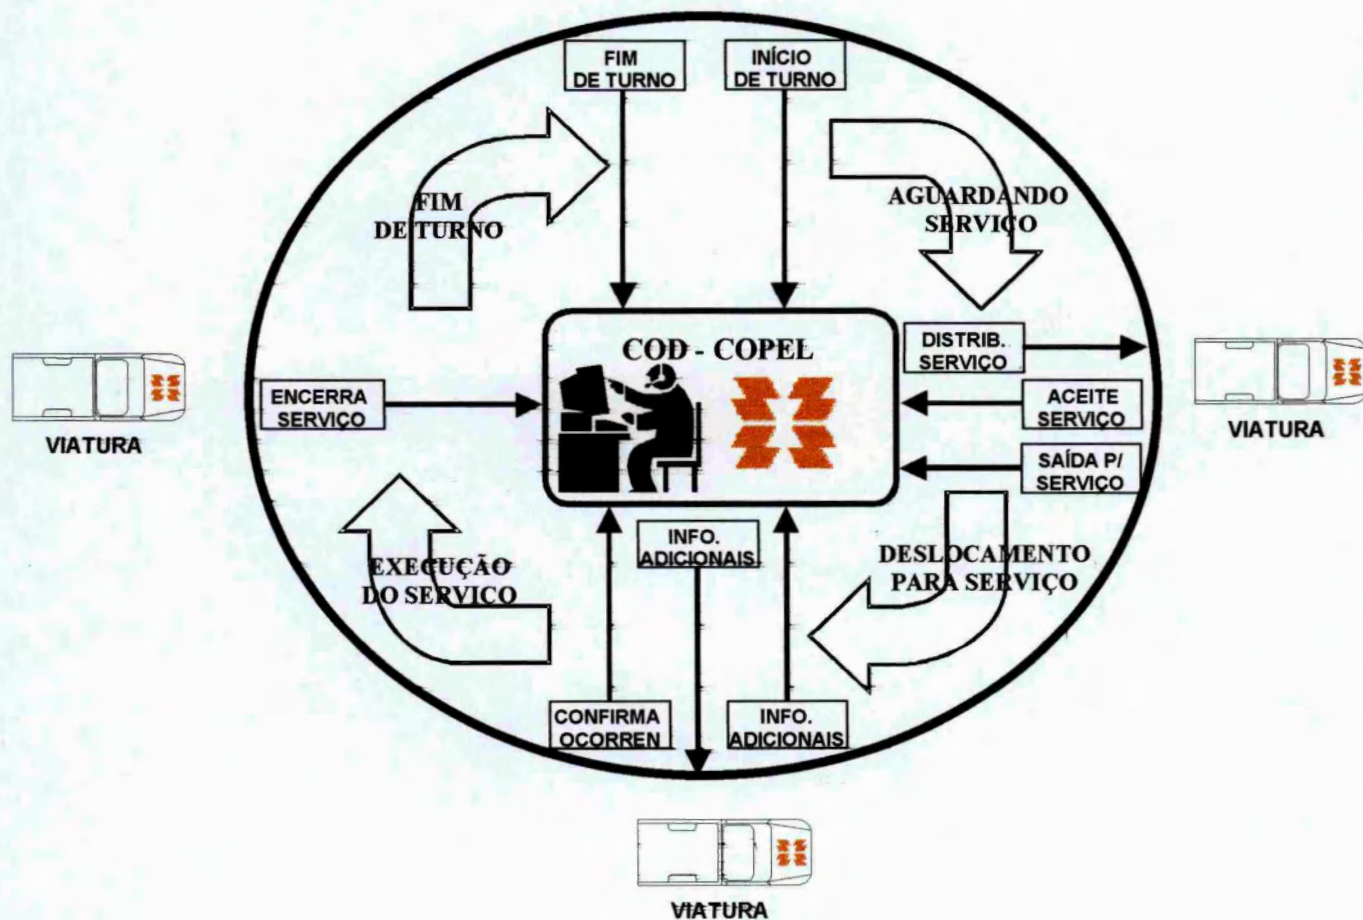 FIM
DE TURNO
INÍCIO
DE TURNO
FIM
DE TURNO
AGUARDANDO
SERVIÇO
COD - COPEL
DISTRIB.
SERVIÇO
ENCERRA
SERVIÇO
ACEITE
SERVIÇO
VIATURA
VIATURA
SAÍDA P/
SERVIÇO
INFO.
ADICIONAIS
EXECUÇÃO
DO SERVICO
DESLOCAMENTO
PARA SERVIÇO
CONFIRMA
OCORREN
INFO.
ADICIONAIS
VIATURA